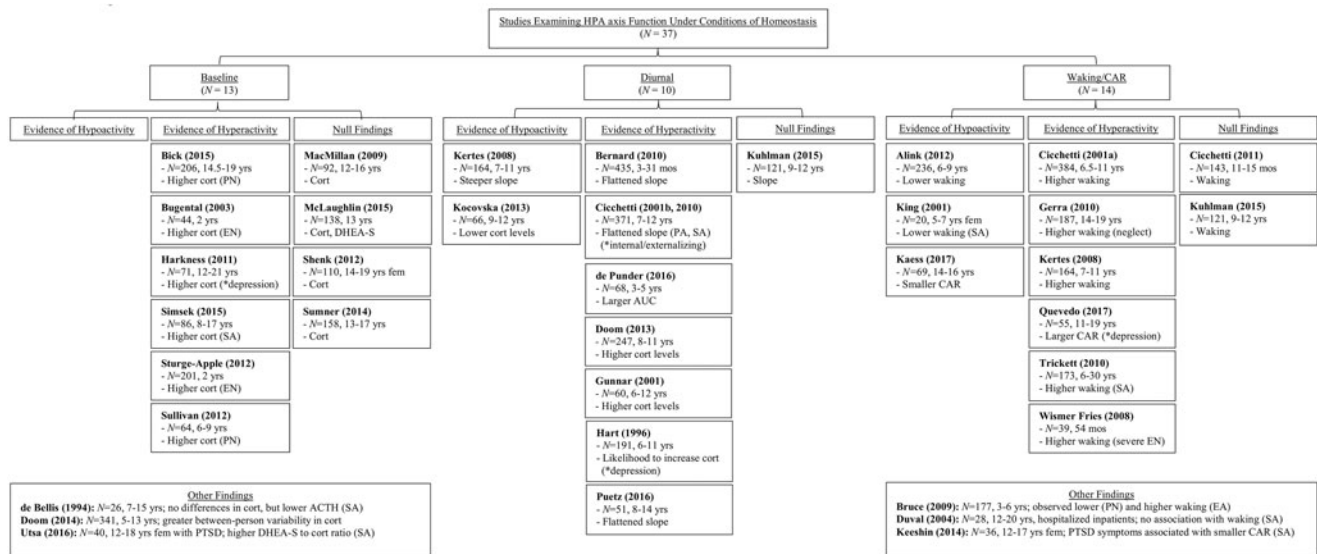 Studies Examining HPA axis Function Under Conditions of Homeostasis
(N = 37)
Baseline
(N = 13)
Evidence of Hypoactivity
Evidence of Hyperactivity
Bick (2015)
- N=206, 14.5-19 yrs
- Higher cort (PN)
Bugental (2003)
- N=44, 2 yrs
- Higher cort (EN)
Harkness (2011)
- N=71, 12-21 yrs
- Higher cort (*depression)
Simsek (2015)
- N=86, 8-17 yrs
- Higher cort (SA)
Sturge-Apple (2012)
- N=201, 2 yrs
- Higher cort (EN)
Sullivan (2012)
- N=64, 6-9 yrs
- Higher cort (PN)
Null Findings
MacMillan (2009)
- N=92, 12-16 yrs
- Cort
McLaughlin (2015)
- N=138, 13 yrs
- Cort, DHEA-S
Shenk (2012)
- N=110, 14-19 yrs fem
- Cort
Sumner (2014)
- N=158, 13-17 yrs
- Cort
Other Findings
de Bellis (1994): N=26, 7-15 yrs; no differences in cort, but lower ACTH (SA)
Doom (2014): N=341, 5-13 yrs; greater between-person variability in cort
Utsa (2016): N=40, 12-18 yrs fem with PTSD; higher DHEA-S to cort ratio (SA)
Diurnal
(N = 10)
Evidence of Hypoactivity
Kertes (2008)
- N=164, 7-11 yrs
- Steeper slope
Kocovska (2013)
- N=66, 9-12 yrs
- Lower cort levels
Evidence of Hyperactivity
Bernard (2010)
- N=435, 3-31 mos
- Flattened slope
Cicchetti (2001b, 2010)
- N=371, 7-12 yrs
- Flattened slope (PA, SA)
(*internal/externalizing)
de Punder (2016)
- N=68, 3-5 yrs
- Larger AUC
Doom (2013)
- N=247, 8-11 yrs
- Higher cort levels
Gunnar (2001)
- N=60, 6-12 yrs
- Higher cort levels
Hart (1996)
- N=191, 6-11 yrs
- Likelihood to increase cort
(*depression)
Puetz (2016)
- N=51, 8-14 yrs
- Flattened slope
Null Findings
Kuhlman (2015)
- N=121, 9-12 yrs
- Slope
Waking/CAR
(N = 14)
Evidence of Hypoactivity
Alink (2012)
- N=236, 6-9 yrs
- Lower waking
King (2001)
- N=20, 5-7 yrs fem
- Lower waking (SA)
Kaess (2017)
- N=69, 14-16 yrs
- Smaller CAR
Evidence of Hyperactivity
Cicchetti (2001a)
- N=384, 6.5-11 yrs
- Higher waking
Gerra (2010)
- N=187, 14-19 yrs
- Higher waking (neglect)
Kertes (2008)
- N=164, 7-11 yrs
- Higher waking
Quevedo (2017)
- N=55, 11-19 yrs
- Larger CAR (*depression)
Trickett (2010)
- N=173, 6-30 yrs
- Higher waking (SA)
Wismer Fries (2008)
- N=39, 54 mos
- Higher waking (severe EN)
Null Findings
Cicchetti (2011)
- N=143, 11-15 mos
- Waking
Kuhlman (2015)
- N=121, 9-12 yrs
- Waking
Other Findings
Bruce (2009): N=177, 3-6 yrs; observed lower (PN) and higher waking (EA)
Duval (2004): N=28, 12-20 yrs, hospitalized inpatients; no association with waking (SA)
Keeshin (2014): N=36, 12-17 yrs fem; PTSD symptoms associated with smaller CAR (SA)